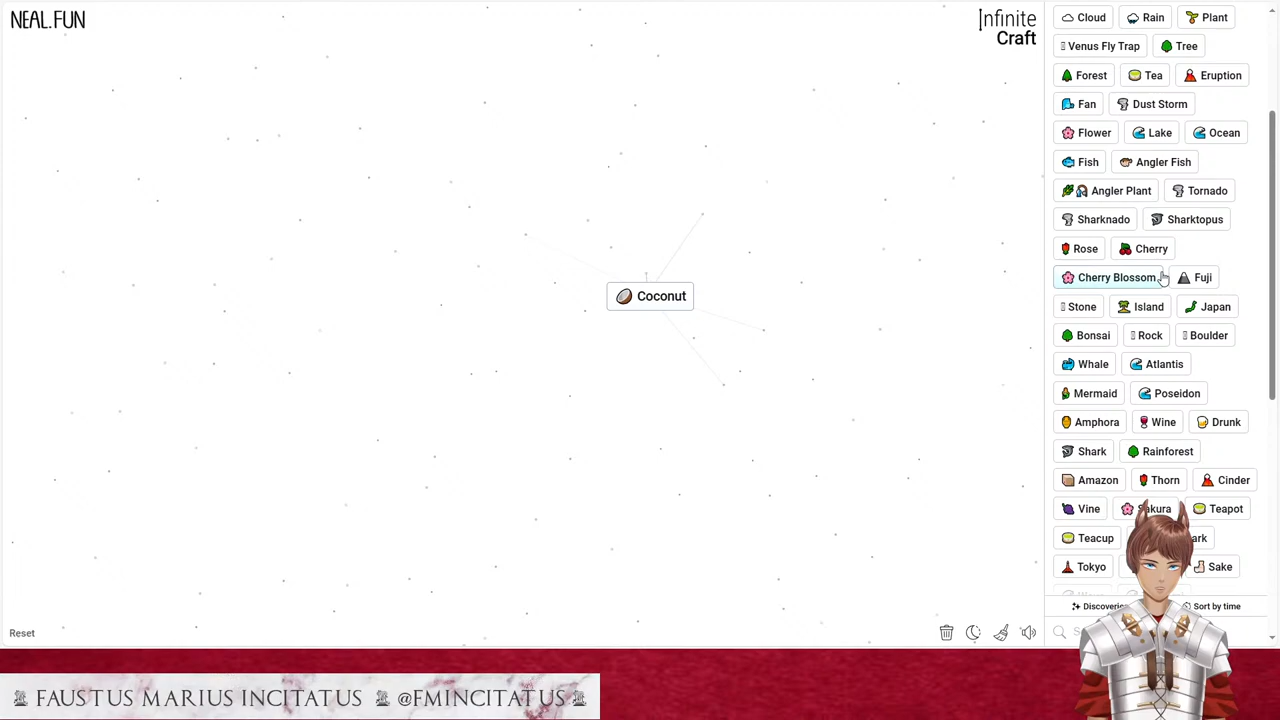 NEAL.FUN
Infinite
Craft
Cloud Rain Plant
Venus Fly Trap Tree
Forest Tea Eruption
Fan Dust Storm
Flower Lake Ocean
Fish Angler Fish
Angler Plant Tornado
Sharknado Sharktopus
Rose Cherry
Cherry Blossom Fuji
Coconut
Stone Island Japan
Bonsai Rock Boulder
Whale Atlantis
Mermaid Poseidon
Amphora Wine Drunk
Shark Rainforest
Amazon Thorn Cinder
Vine Sakura Teapot
Teacup
Tokyo Sake
Sort by time
Reset
FAUSTUS MARIUS INCITATUS @FMINCITATUS